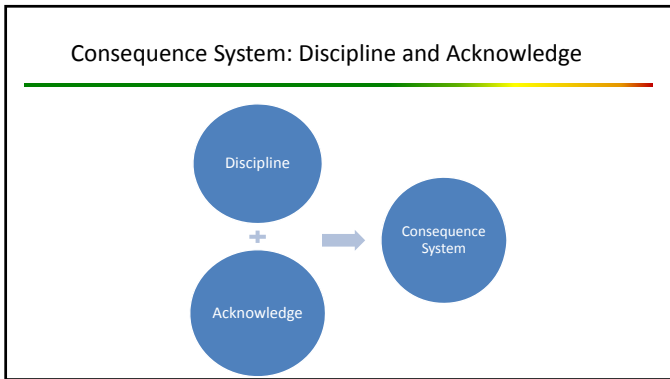 Consequence System: Discipline and Acknowledge
Discipline
+
Acknowledge
Consequence
System